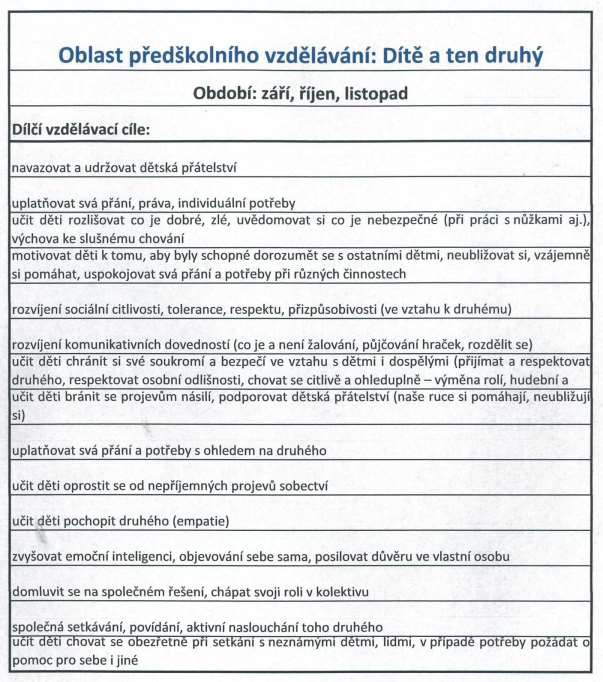 Oblast předškolního vzdělávání: Dítě a ten druhý
Období: září, říjen, listopad
Dílčí vzdělávací cíle:
navazovat a udržovat dětská přátelství
uplatňovat svá přání, práva, individuální potřeby
učit děti rozlišovat co je dobré, zlé, uvědomovat si co je nebezpečné (při práci s nůžkami aj.),
výchova ke slušnému chování
motivovat děti k tomu, aby byly schopné dorozumět se s ostatními dětmi, neubližovat si, vzájemně
si pomáhat, uspokojovat svá přání a potřeby při různých činnostech
rozvíjení sociální citlivosti, tolerance, respektu, přizpůsobivosti (ve vztahu k druhému)
rozvíjení komunikativních dovedností (co je a není žalování, půjčování hraček, rozdělit se)
učit děti chránit si své soukromí a bezpečí ve vztahu s dětmi i dospělými (přijímat a respektovat
druhého, respektovat osobní odlišnosti, chovat se citlivě a ohleduplně – výměna rolí, hudební a
učit děti bránit se projevům násilí, podporovat dětská přátelství (naše ruce si pomáhají, neubližují
si)
uplatňovat svá přání a potřeby s ohledem na druhého
učit děti oprostit se od nepříjemných projevů sobectví
učit děti pochopit druhého (empatie)
zvyšovat emoční inteligenci, objevování sebe sama, posilovat důvěru ve vlastní osobu
domluvit se na společném řešení, chápat svoji roli v kolektivu
společná setkávání, povídání, aktivní naslouchání toho druhého
učit děti chovat se obezřetně při setkání s neznámými dětmi, lidmi, v případě potřeby požádat o
pomoc pro sebe i jiné